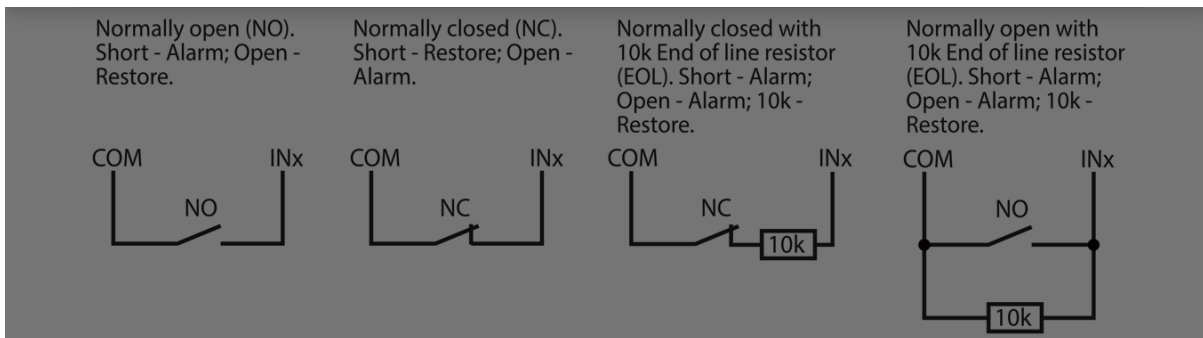 Normally open (NO).
Short - Alarm; Open -
Restore.
Normally closed (NC).
Short - Restore; Open -
Alarm.
Normally closed with
10k End of line resistor
(EOL). Short - Alarm;
Open - Alarm; 10k -
Restore.
Normally open with
10k End of line resistor
(EOL). Short - Alarm;
Open - Alarm; 10k -
Restore.
COM INx
NO
COM INx
NC
COM INx
NC
10k
COM INx
NO
10k